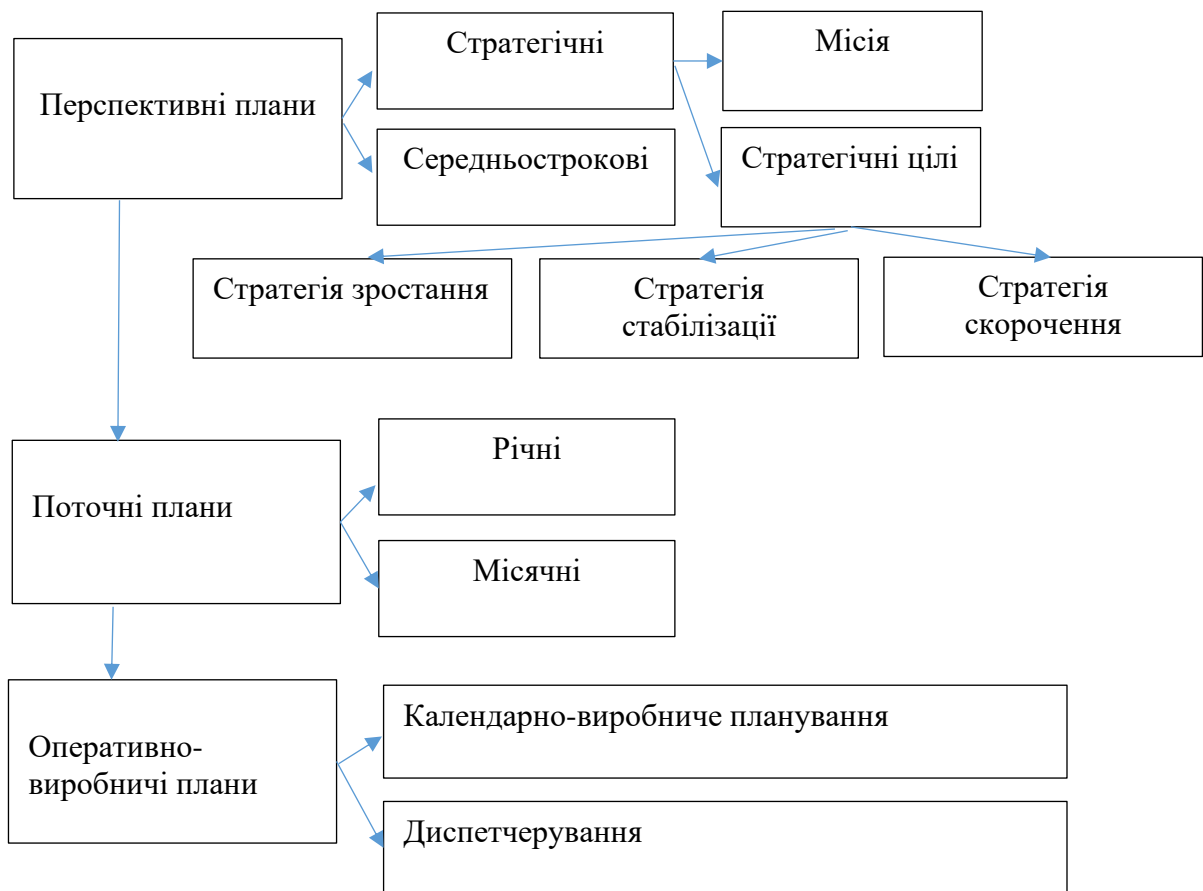 Стратегічні
Місія
Перспективні плани
Середньострокові
Стратегічні цілі
Стратегія зростання
Стратегія
стабілізації
Стратегія
скорочення
Річні
Поточні плани
Місячні
Календарно-виробниче планування
Оперативно-
виробничі плани
Диспетчерування